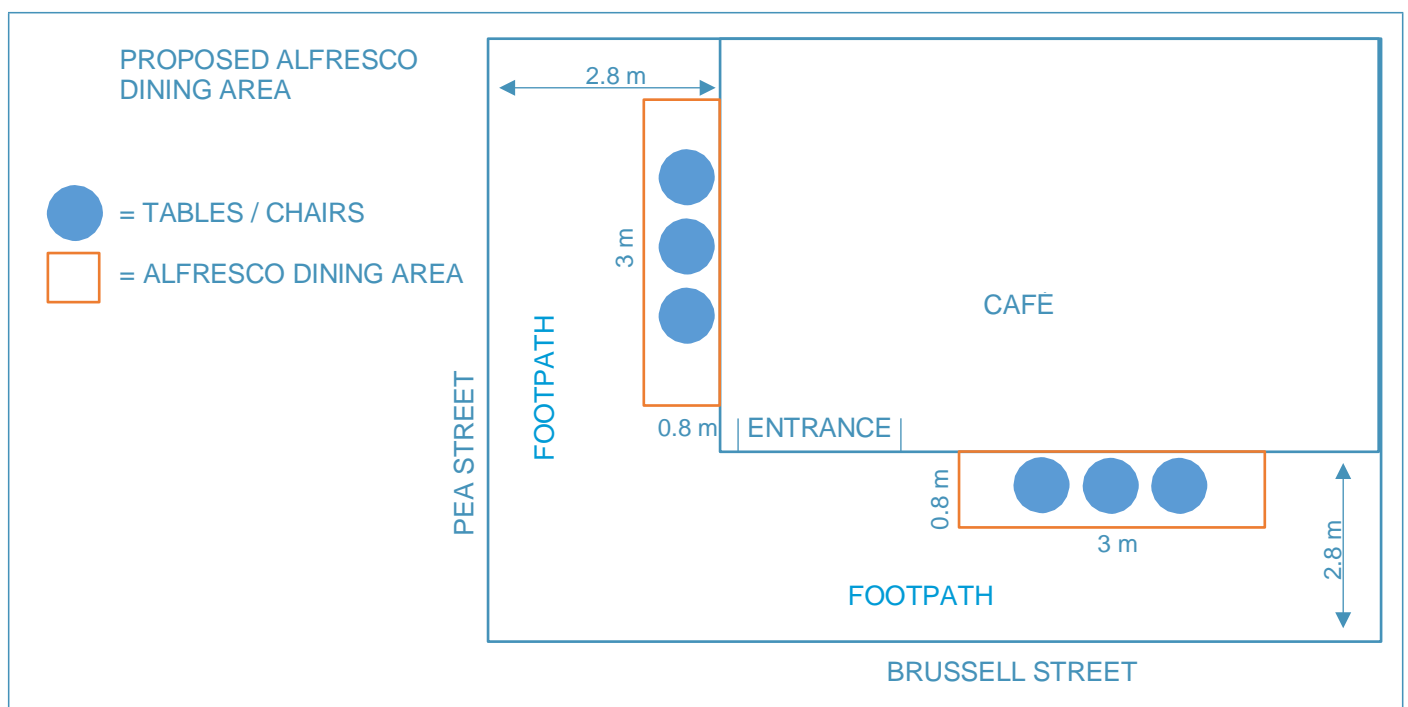 PROPOSED ALFRESCO
DINING AREA
2.8 m
= TABLES / CHAIRS
= ALFRESCO DINING AREA
3 m
CAFÉ
FOOTPATH
PEA STREET
0.8 m
ENTRANCE
0.8 m
3 m
2.8 m
FOOTPATH
BRUSSELL STREET